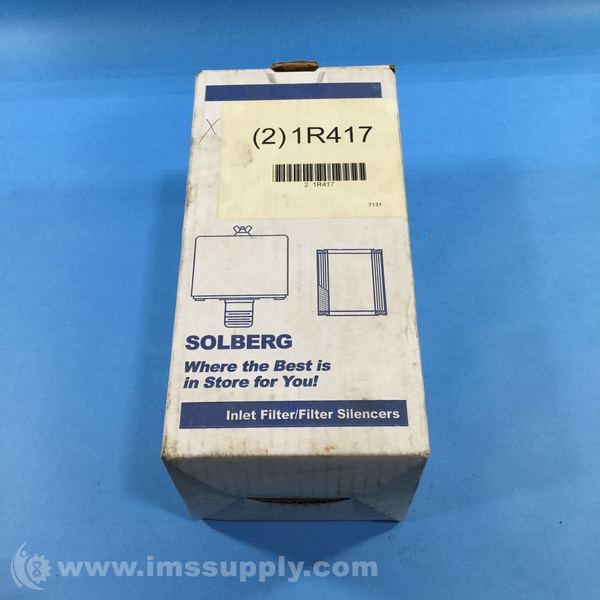 X
(2) 1R417
2 1R417
7131
SOLBERG
Where the Best is
in Store for You!
Inlet Filter/Filter Silencers
www.imssupply.com